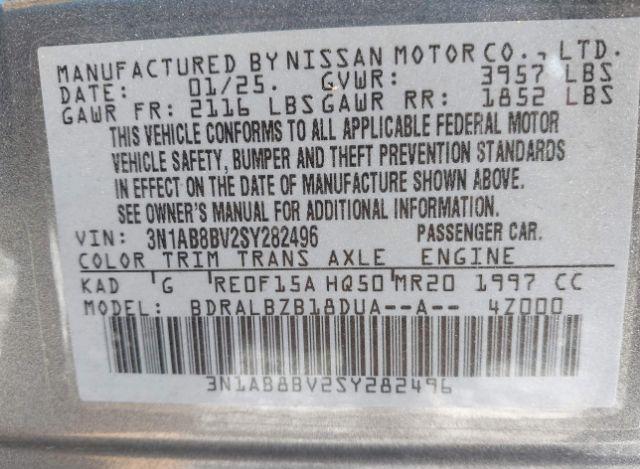 MANUFACTURED BY NISSAN MOTOR CO., LTD.
DATE: 01/25. GVWR: 3957 LBS
GAWR FR: 2116 LBS GAWR RR: 1852 LBS
THIS VEHICLE CONFORMS TO ALL APPLICABLE FEDERAL MOTOR
VEHICLE SAFETY, BUMPER AND THEFT PREVENTION STANDARDS
IN EFFECT ON THE DATE OF MANUFACTURE SHOWN ABOVE.
SEE OWNER'S MANUAL FOR ADDITIONAL INFORMATION.
VIN: 3N1AB8BV2SY282496 PASSENGER CAR.
COLOR TRIM TRANS AXLE ENGINE
KAD G RE0F15A HQ50 MR20 1997 CC
MODEL: BDRALBZB18DUA--A-- 4Z000
3N1AB8BV2SY282496